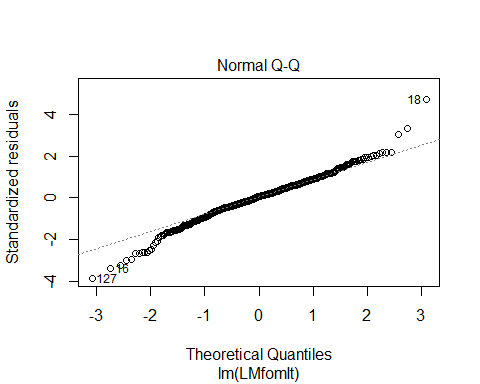 Normal Q-Q
Standardized residuals
4
2
0
-2
-4
18
16
127
-3 -2 -1 0 1 2 3
Theoretical Quantiles
lm(LMfomlt)